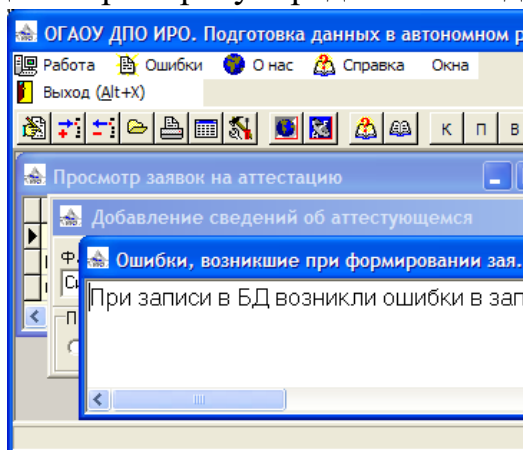 ОГАОУ ДПО ИРО. Подготовка данных в автономном
Работа Ошибки О нас Справка Окна
Выход (Alt+X)
К П В
Просмотр заявок на аттестацию
Добавление сведений об аттестующемся
Ошибки, возникшие при формировании зая...
При записи в БД возникли ошибки в зап